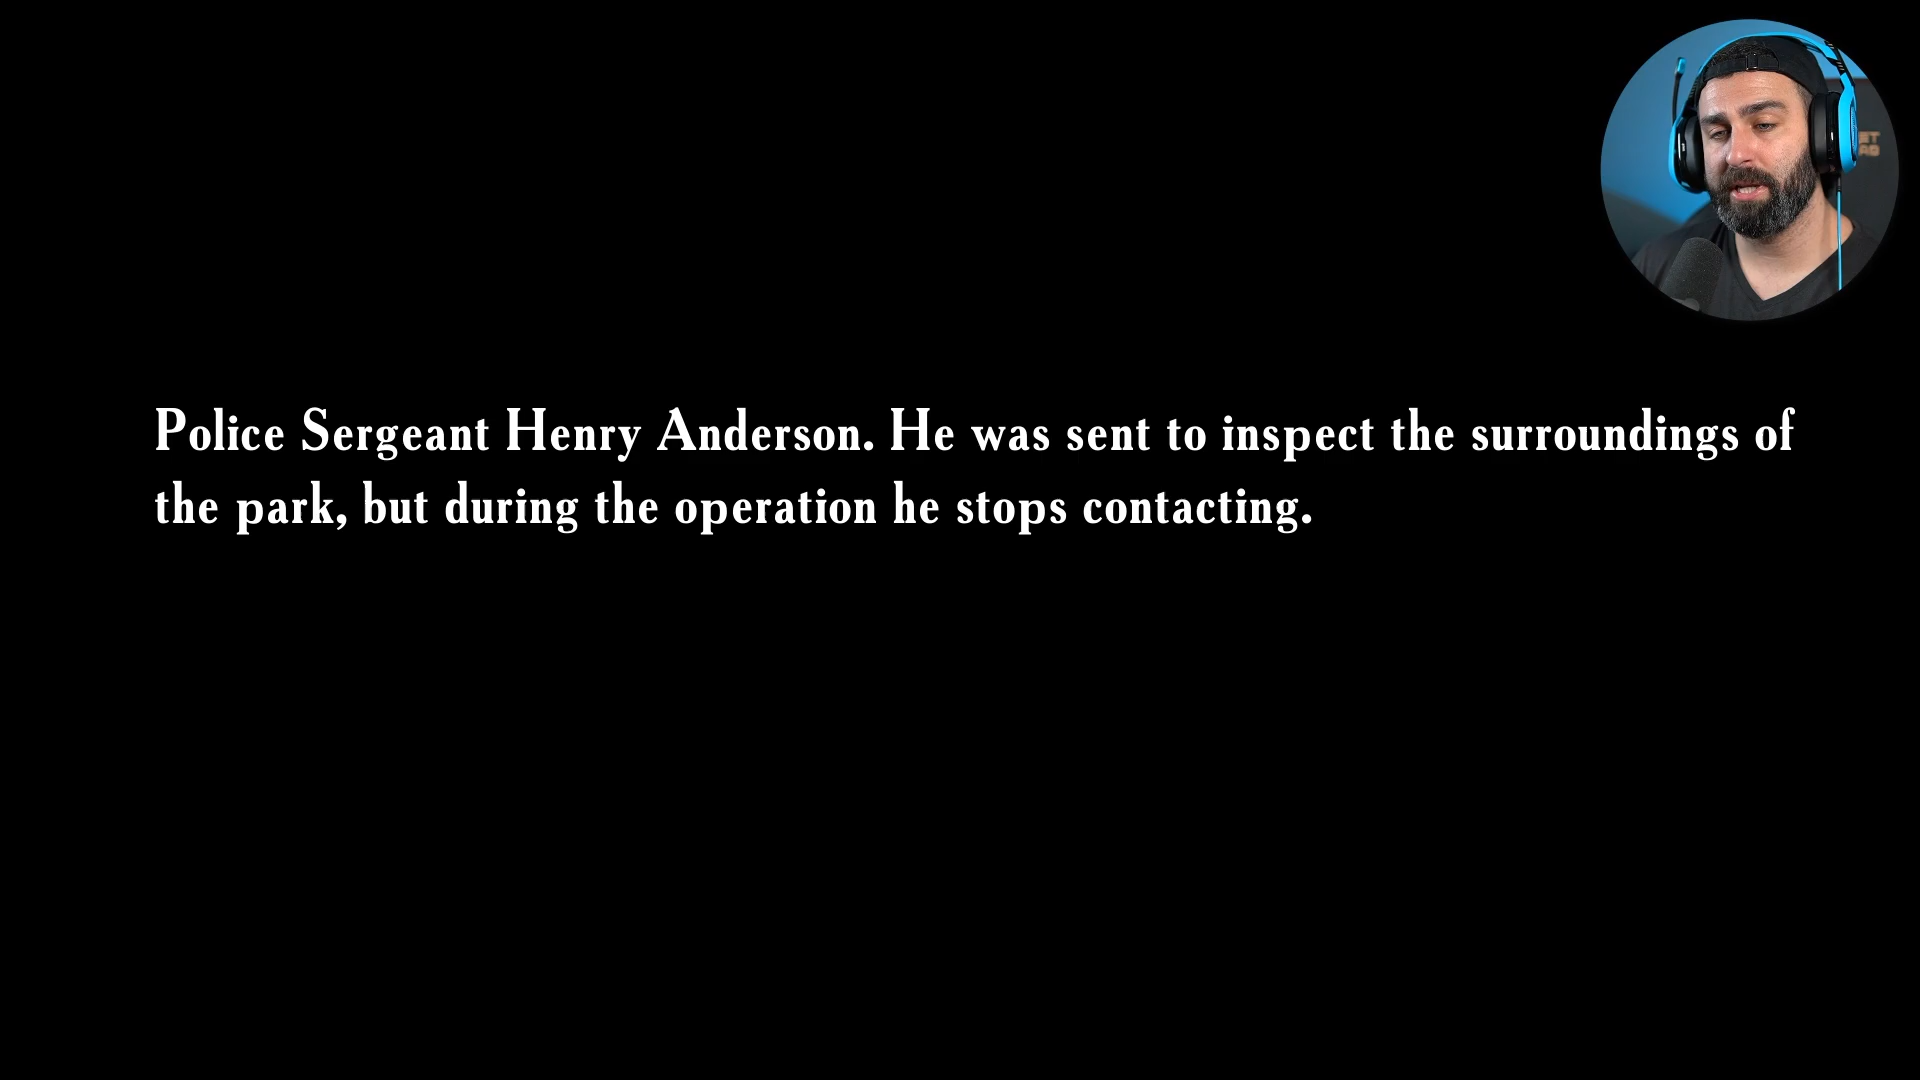 Police Sergeant Henry Anderson. He was sent to inspect the surroundings of
the park, but during the operation he stops contacting.